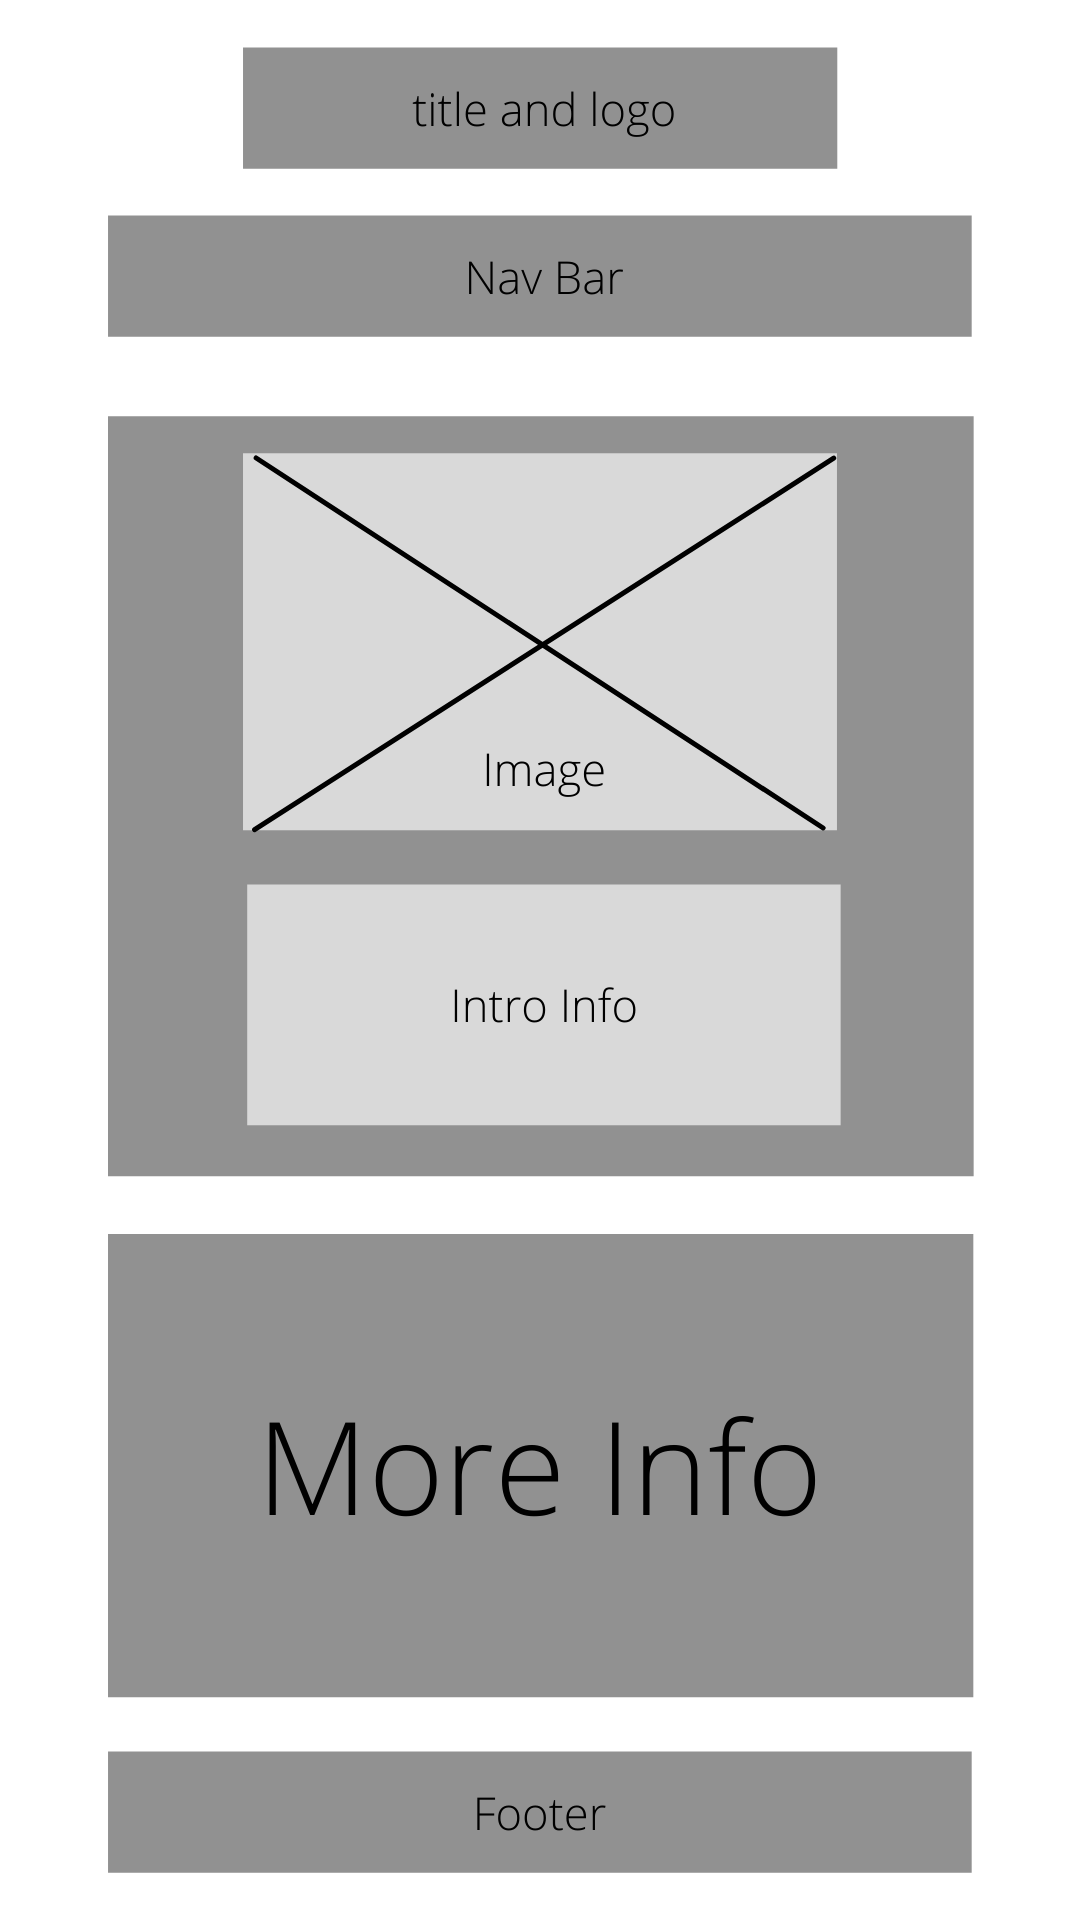 title and logo
Nav Bar
Image
Intro Info
More Info
Footer